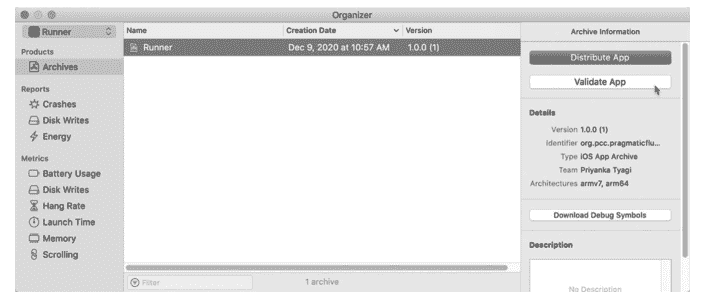 Organizer
Runner
Name Creation Date Version
Archive Information
Runner Dec 9, 2020 at 10:57 AM 1.0.0 (1)
Products
Archives
Reports
Crashes
Disk Writes
Energy
Metrics
Battery Usage
Disk Writes
Hang Rate
Launch Time
Memory
Scrolling
Filter
1 archive
Distribute App
Validate App
Details
Version 1.0.0 (1)
Identifier org.pcc.pragmaticflu...
Type iOS App Archive
Team Priyanka Tyagi
Architectures armv7, arm64
Download Debug Symbols
Description
No Description